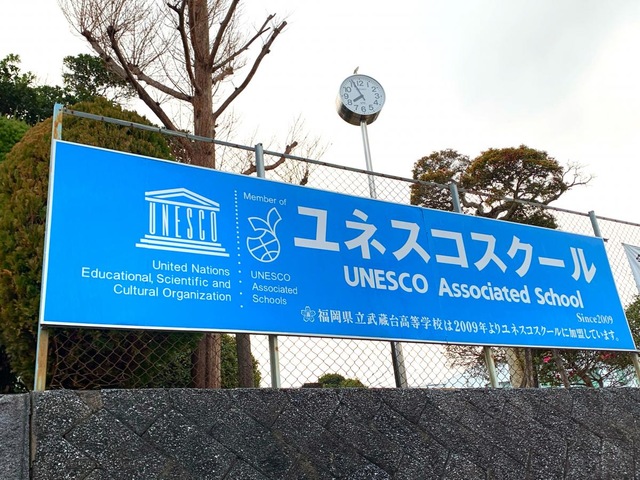 UNESCO
United Nations
Educational, Scientific and
Cultural Organization
Member of
UNESCO
Associated
Schools
ユネスコスクール
UNESCO Associated School
Since2009
福岡県立武蔵台高等学校は2009年よりユネスコスクールに加盟しています。